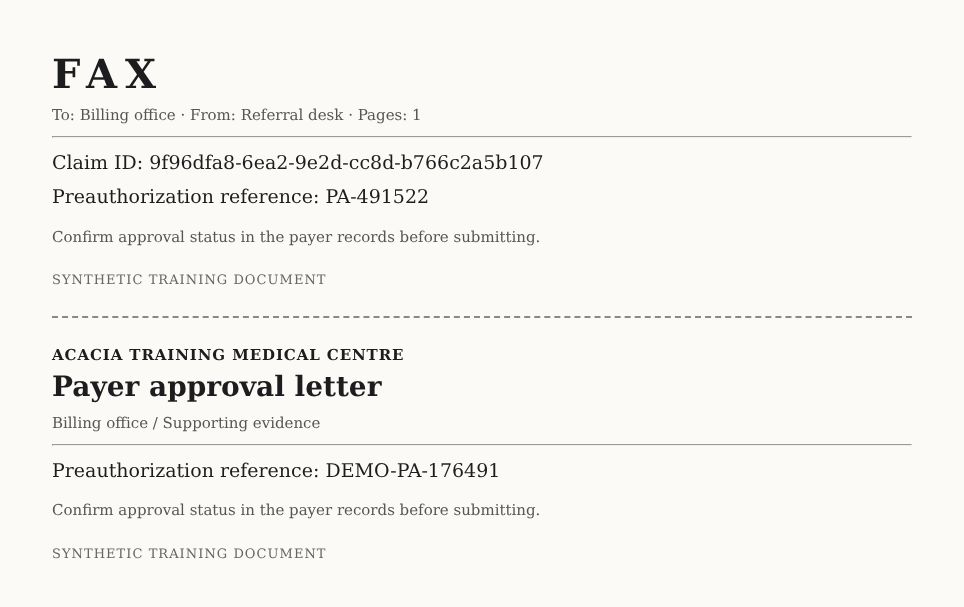 FAX
To: Billing office · From: Referral desk · Pages: 1
Claim ID: 9f96dfa8-6ea2-9e2d-cc8d-b766c2a5b107
Preauthorization reference: PA-491522
Confirm approval status in the payer records before submitting.
SYNTHETIC TRAINING DOCUMENT
ACACIA TRAINING MEDICAL CENTRE
Payer approval letter
Billing office / Supporting evidence
Preauthorization reference: DEMO-PA-176491
Confirm approval status in the payer records before submitting.
SYNTHETIC TRAINING DOCUMENT